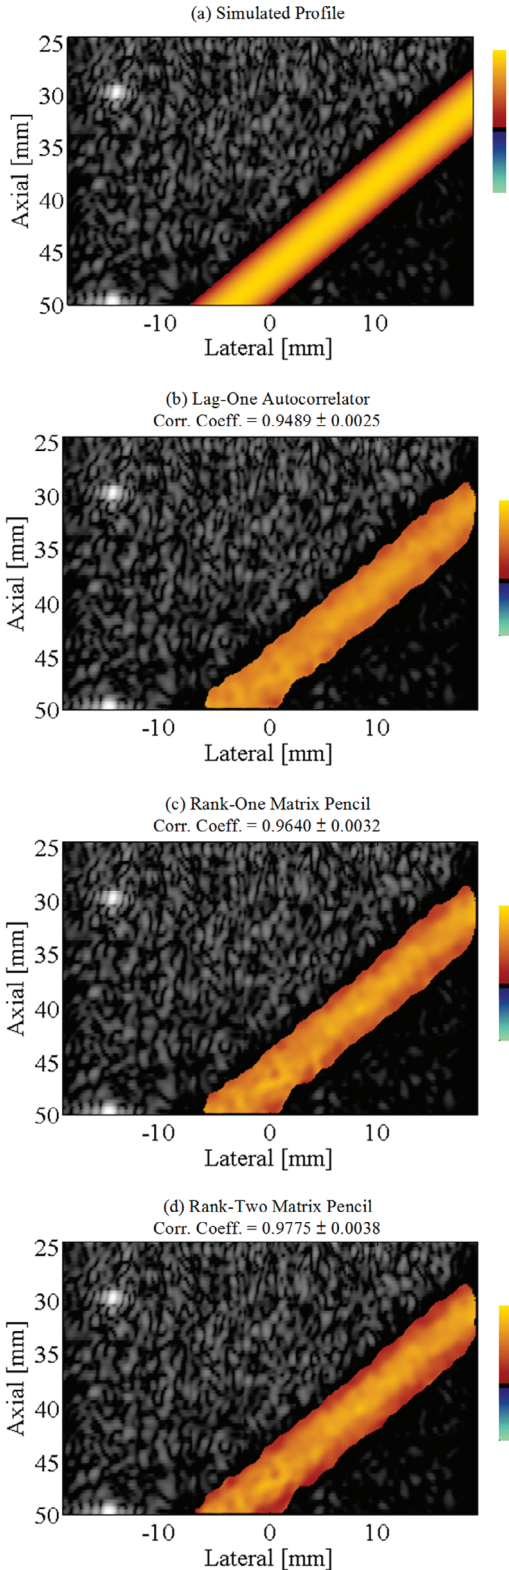 (a) Simulated Profile
25
30
35
40
45
50
Axial [mm]
-10 0 10
Lateral [mm]
(b) Lag-One Autocorrelator
Corr. Coeff. = 0.9489 ± 0.0025
25
30
35
40
45
50
Axial [mm]
-10 0 10
Lateral [mm]
(c) Rank-One Matrix Pencil
Corr. Coeff. = 0.9640 ± 0.0032
25
30
35
40
45
50
Axial [mm]
-10 0 10
Lateral [mm]
(d) Rank-Two Matrix Pencil
Corr. Coeff. = 0.9775 ± 0.0038
25
30
35
40
45
50
Axial [mm]
-10 0 10
Lateral [mm]